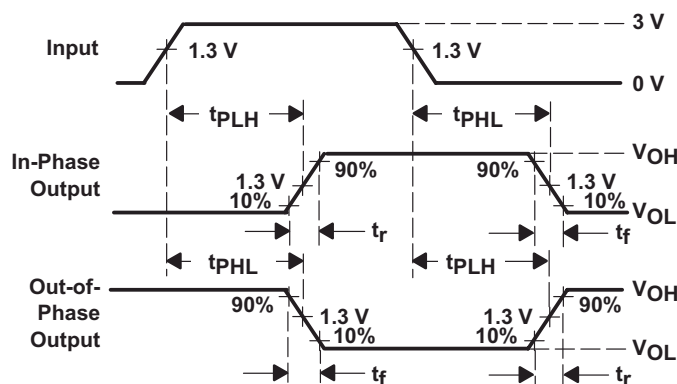 3 V
Input
1.3 V
1.3 V
0 V
tPLH
tPHL
VOH
In-Phase
Output
90%
90%
1.3 V
1.3 V
10%
10%
VOL
tr
tf
tPHL
tPLH
Out-of-
Phase
Output
VOH
90%
90%
1.3 V
1.3 V
10%
10%
VOL
tf
tr